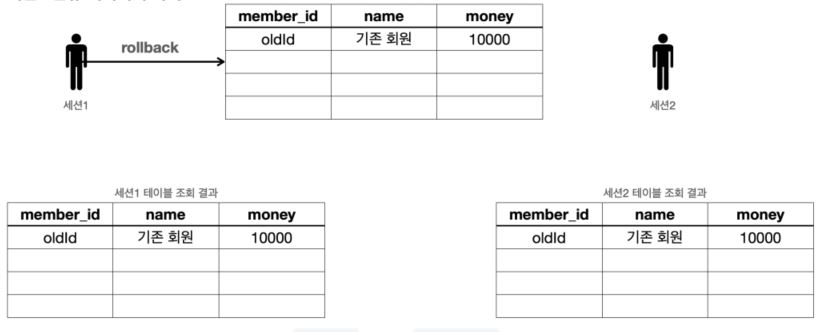 member_id name money
oldId 기존 회원 10000
rollback
세션1
세션2
세션1 테이블 조회 결과
member_id name money
oldId 기존 회원 10000
세션2 테이블 조회 결과
member_id name money
oldId 기존 회원 10000